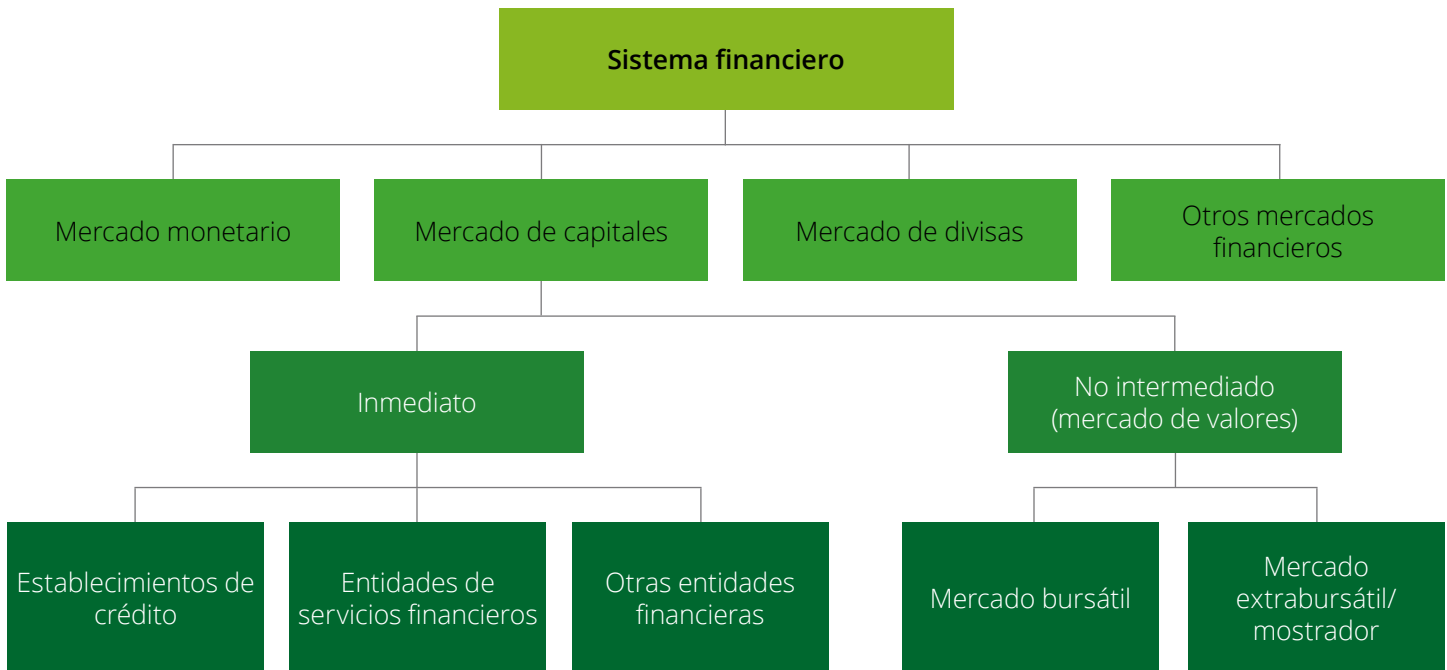 Sistema financiero
Mercado monetario
Mercado de capitales
Mercado de divisas
Otros mercados
financieros
Inmediato
No intermediado
(mercado de valores)
Establecimientos de
crédito
Entidades de
servicios financieros
Otras entidades
financieras
Mercado bursátil
Mercado
extrabursátil/
mostrador